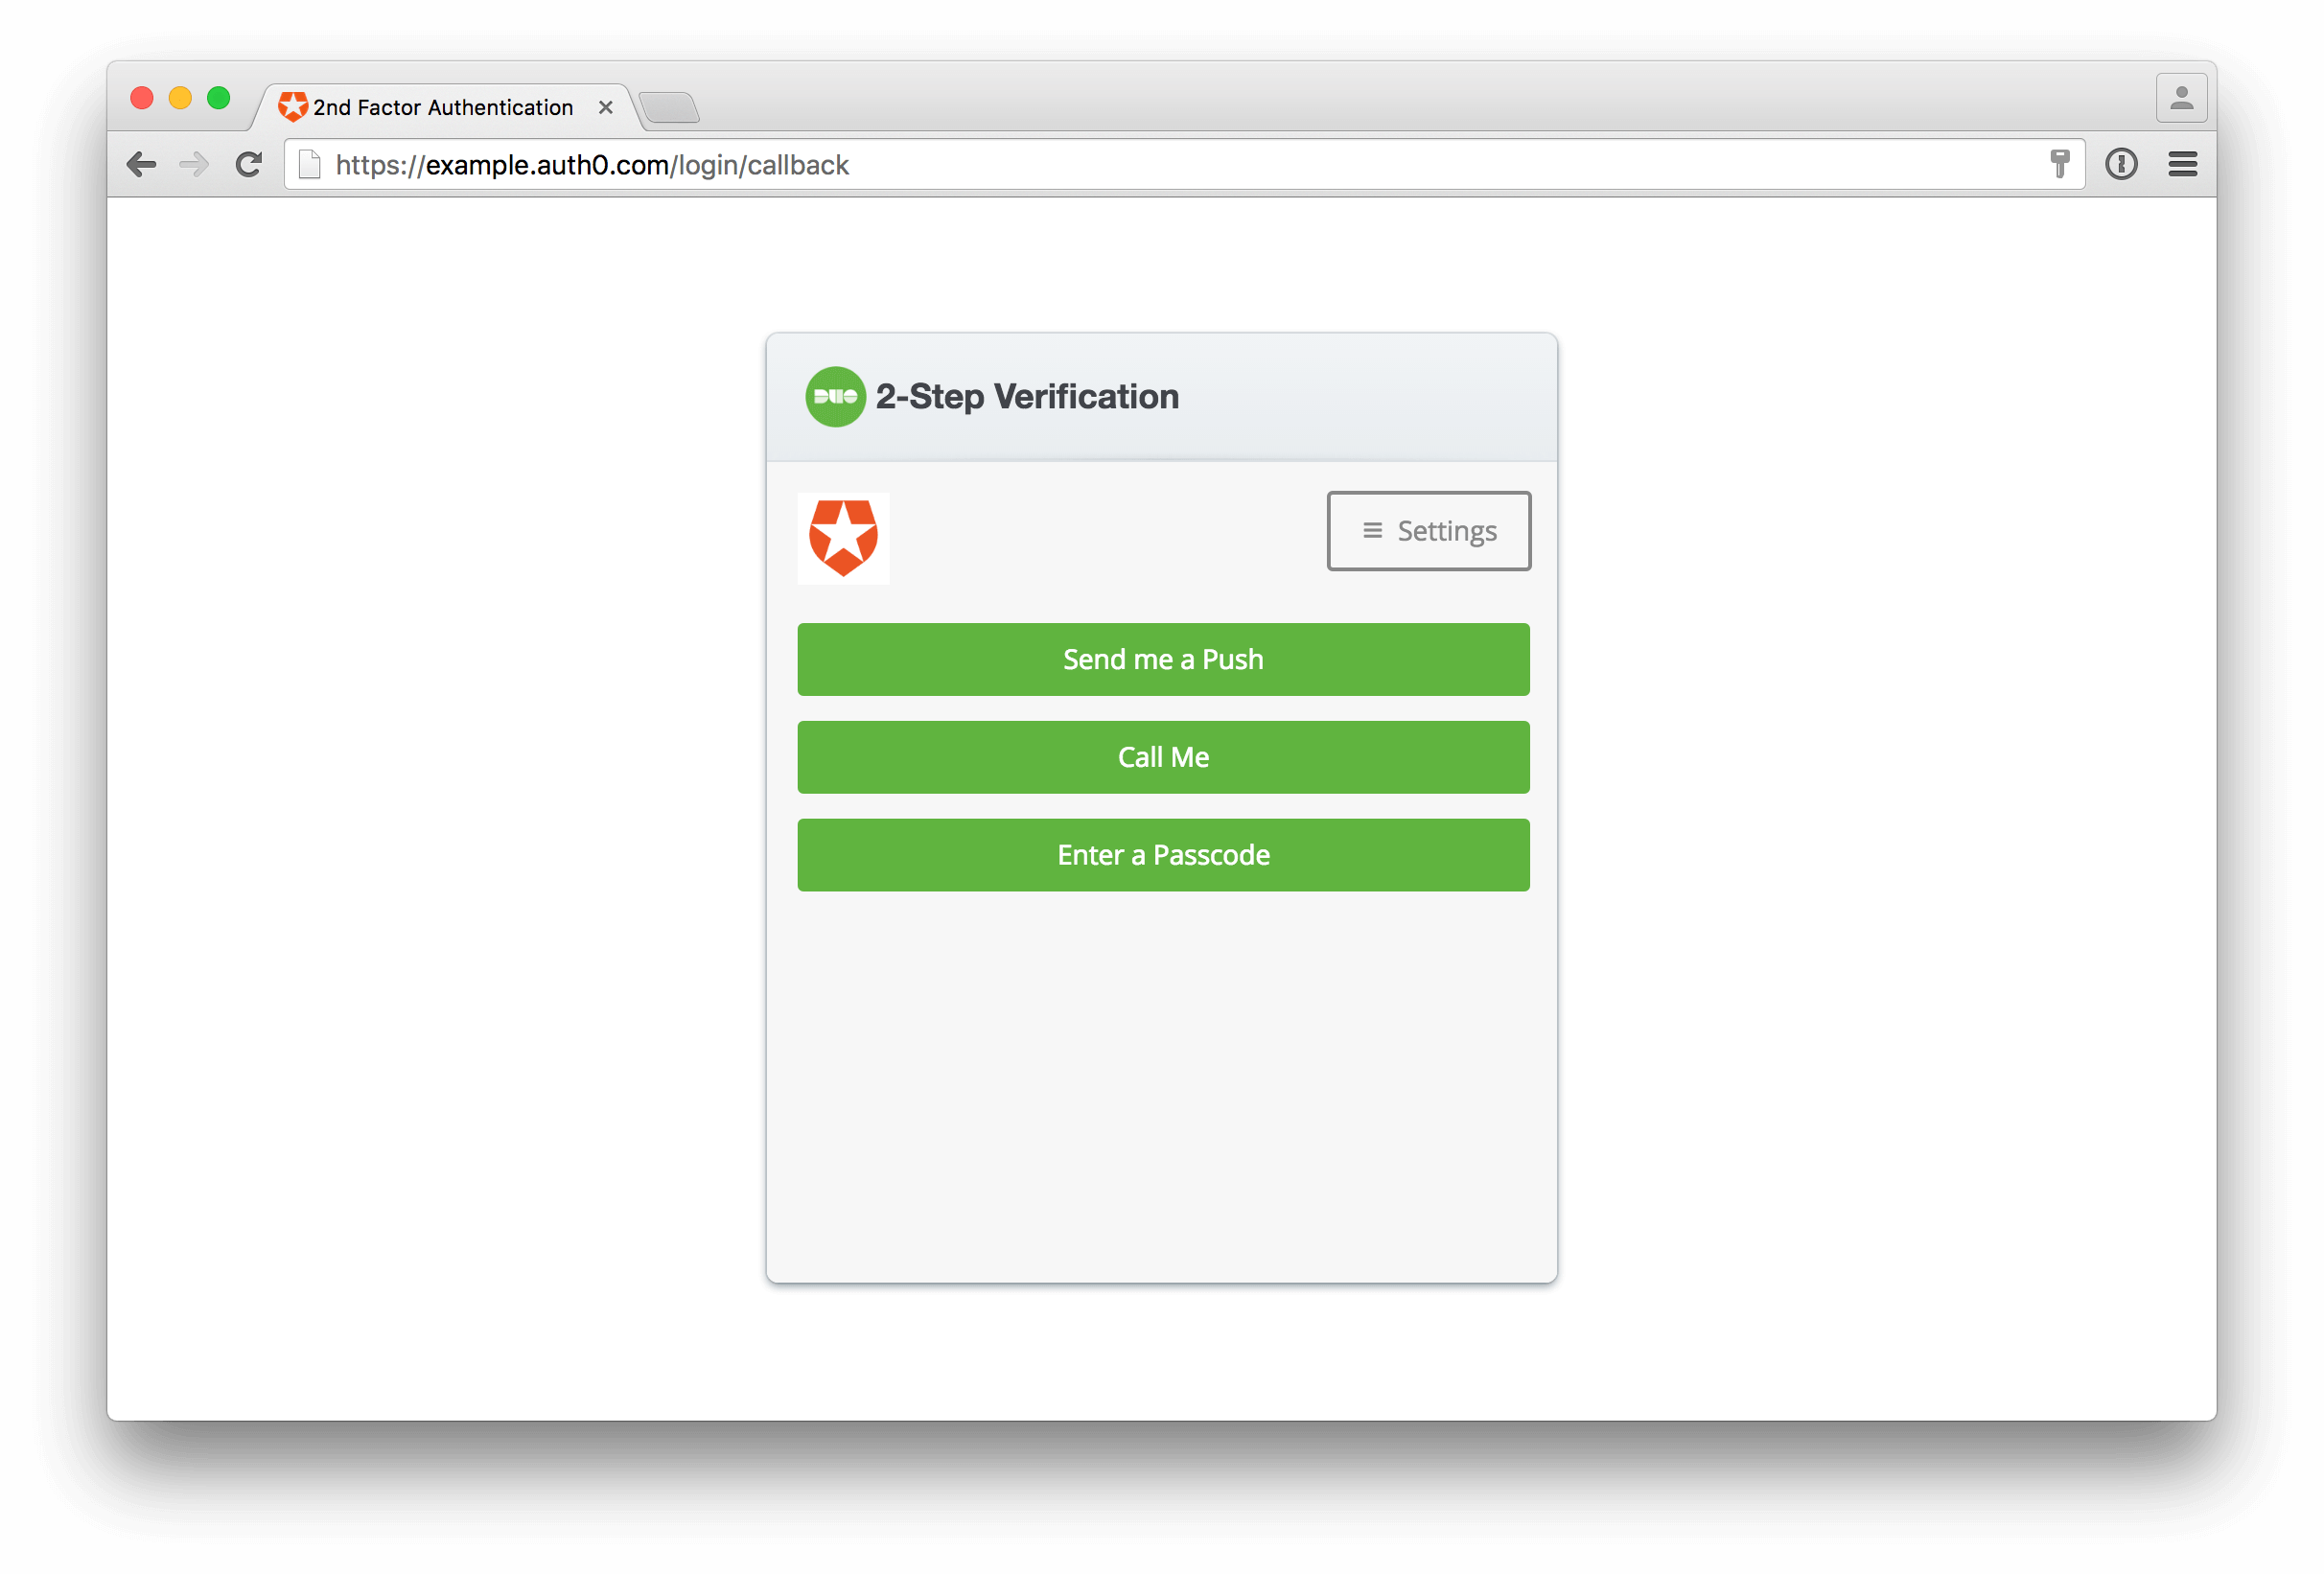 2nd Factor Authentication
https://example.auth0.com/login/callback
DUO 2-Step Verification
Settings
Send me a Push
Call Me
Enter a Passcode